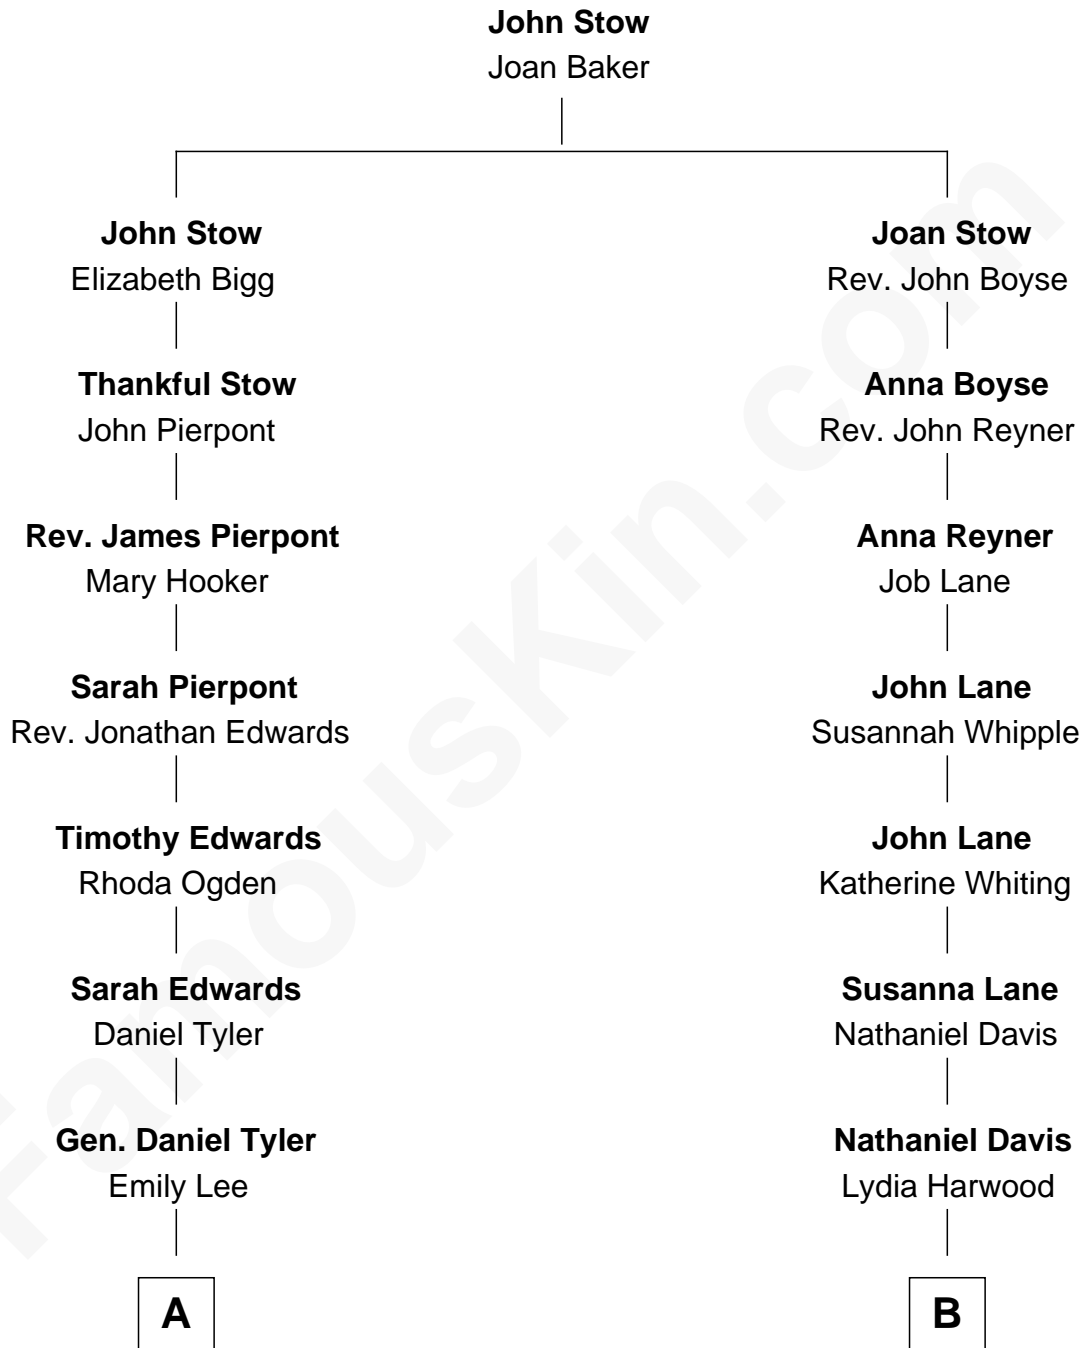 John Stow
Joan Baker
John Stow
Elizabeth Bigg
Thankful Stow
John Pierpont
Rev. James Pierpont
Mary Hooker
Sarah Pierpont
Rev. Jonathan Edwards
Timothy Edwards
Rhoda Ogden
Sarah Edwards
Daniel Tyler
Gen. Daniel Tyler
Emily Lee
A
Joan Stow
Rev. John Boyse
Anna Boyse
Rev. John Reyner
Anna Reyner
Job Lane
John Lane
Susannah Whipple
John Lane
Katherine Whiting
Susanna Lane
Nathaniel Davis
Nathaniel Davis
Lydia Harwood
B
FamousKin.com